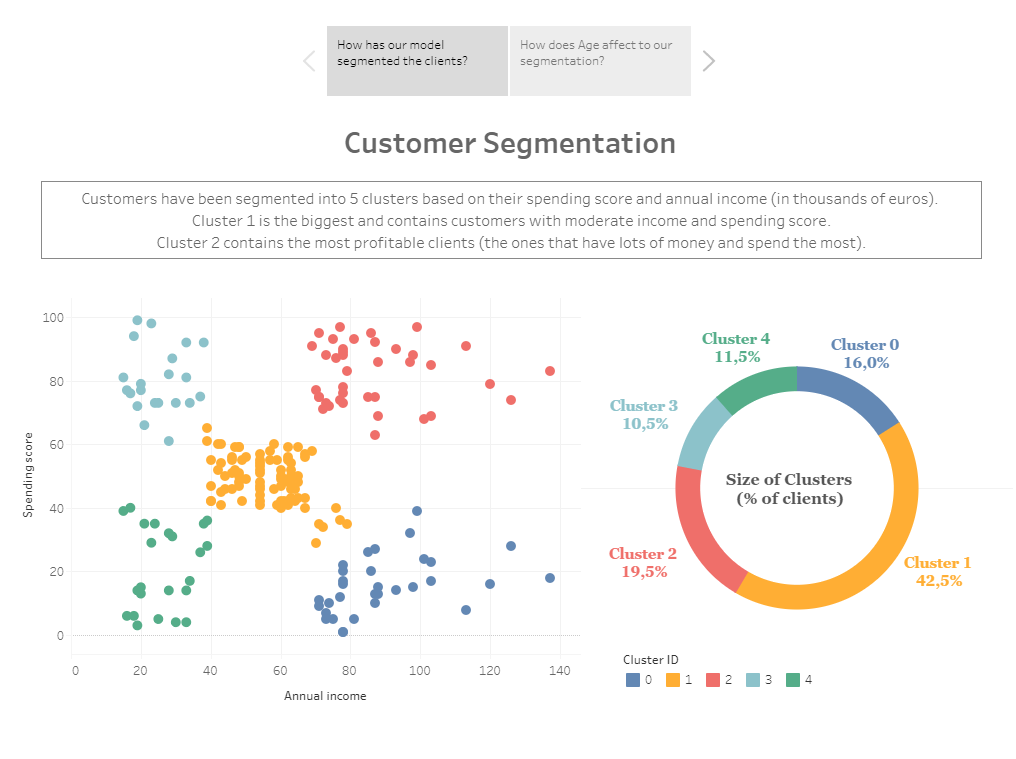 How has our model
segmented the clients?
How does Age affect to our
segmentation?
Customer Segmentation
Customers have been segmented into 5 clusters based on their spending score and annual income (in thousands of euros).
Cluster 1 is the biggest and contains customers with moderate income and spending score.
Cluster 2 contains the most profitable clients (the ones that have lots of money and spend the most).
Spending score
100
80
60
40
20
0
0
20
40
60
80
100
120
140
Annual income
Cluster 4
11,5%
Cluster 0
16,0%
Cluster 3
10,5%
Size of Clusters
(% of clients)
Cluster 2
19,5%
Cluster 1
42,5%
Cluster ID
0
1
2
3
4